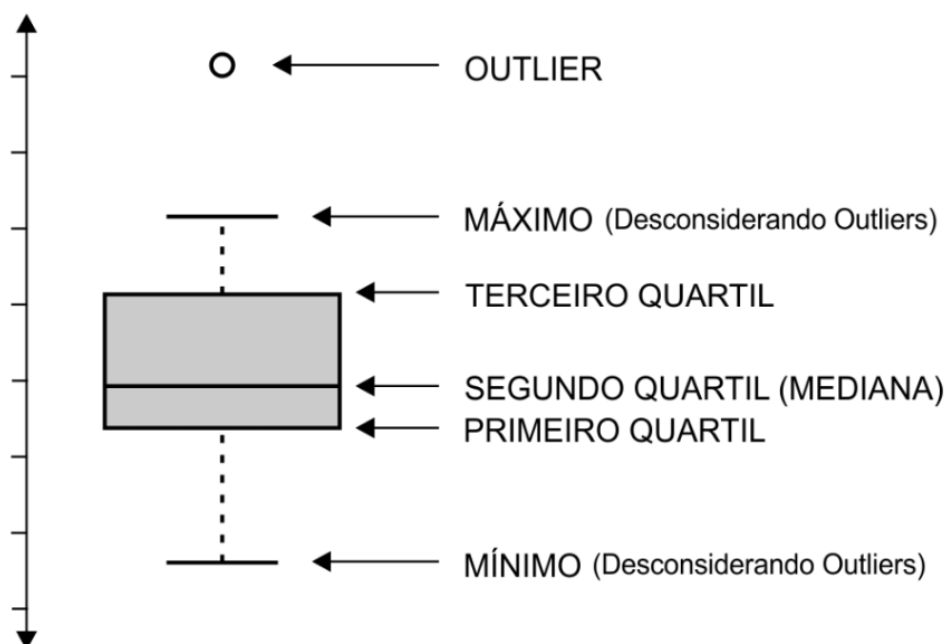 OUTLIER
MÁXIMO (Desconsiderando Outliers)
TERCEIRO QUARTIL
SEGUNDO QUARTIL (MEDIANA)
PRIMEIRO QUARTIL
MÍNIMO (Desconsiderando Outliers)